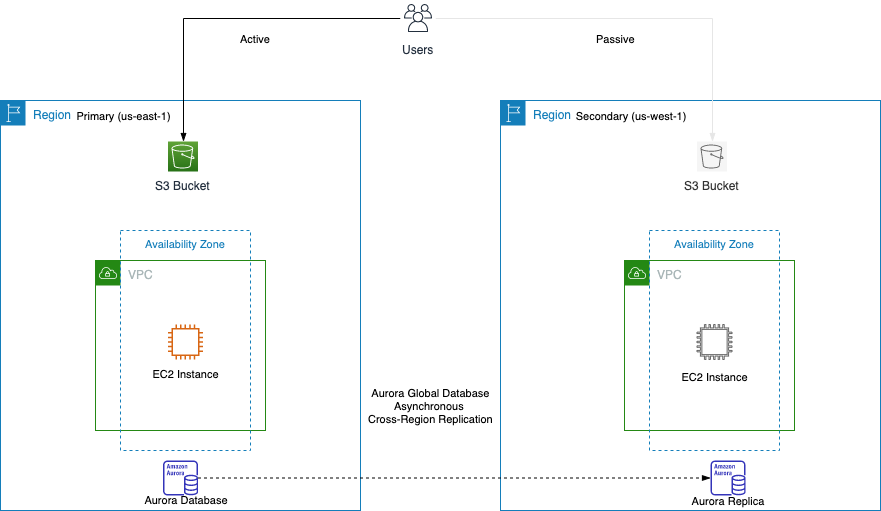 Users
Active
Passive
Region Primary (us-east-1)
Region Secondary (us-west-1)
S3 Bucket
S3 Bucket
Availability Zone
Availability Zone
VPC
VPC
EC2 Instance
EC2 Instance
Aurora Global Database
Asynchronous
Cross-Region Replication
Amazon
Aurora
Aurora Database
Amazon
Aurora
Aurora Replica